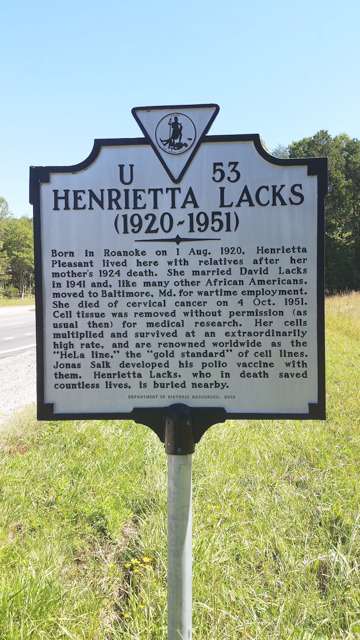 U 53
HENRIETTA LACKS
(1920-1951)
Born in Roanoke on 1 Aug. 1920, Henrietta
Pleasant lived here with relatives after her
mother's 1924 death. She married David Lacks
in 1941 and, like many other African Americans,
moved to Baltimore, Md. for wartime employment.
She died of cervical cancer on 4 Oct. 1951.
Cell tissue was removed without permission (as
usual then) for medical research. Her cells
multiplied and survived at an extraordinarily
high rate, and are renowned worldwide as the
"HeLa line," the "gold standard" of cell lines.
Jonas Salk developed his polio vaccine with
them. Henrietta Lacks, who in death saved
countless lives, is buried nearby.
DEPARTMENT OF HISTORIC RESOURCES,